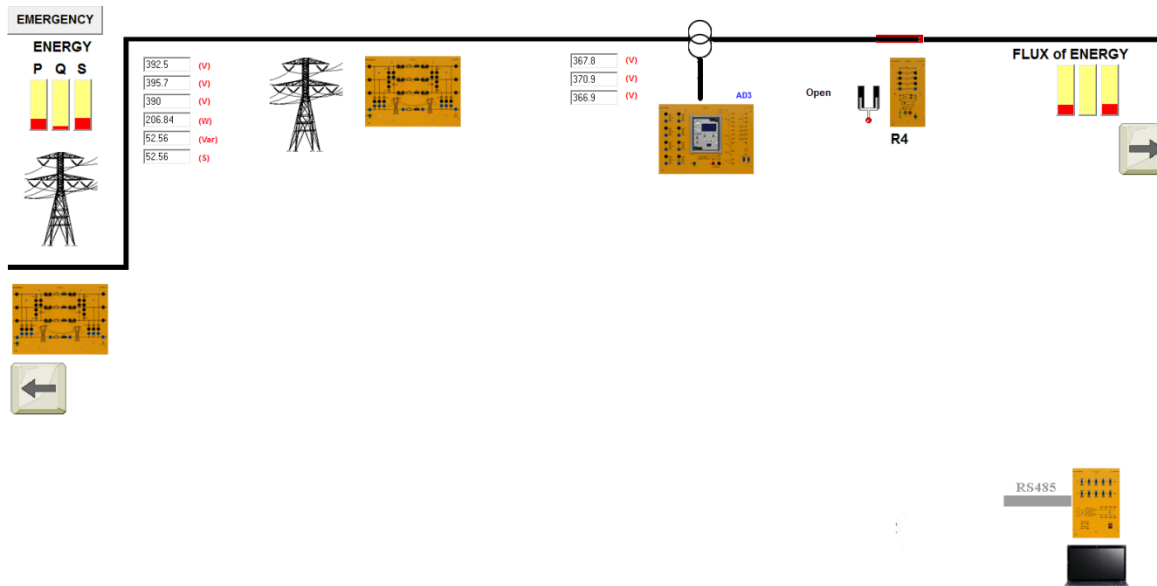 EMERGENCY
ENERGY
P Q S
392.5 (V)
395.7 (V)
390 (V)
206.84 (W)
52.56 (Var)
52.56 (S)
367.8 (V)
370.9 (V)
366.9 (V)
AD3
Open
R4
FLUX of ENERGY
RS485